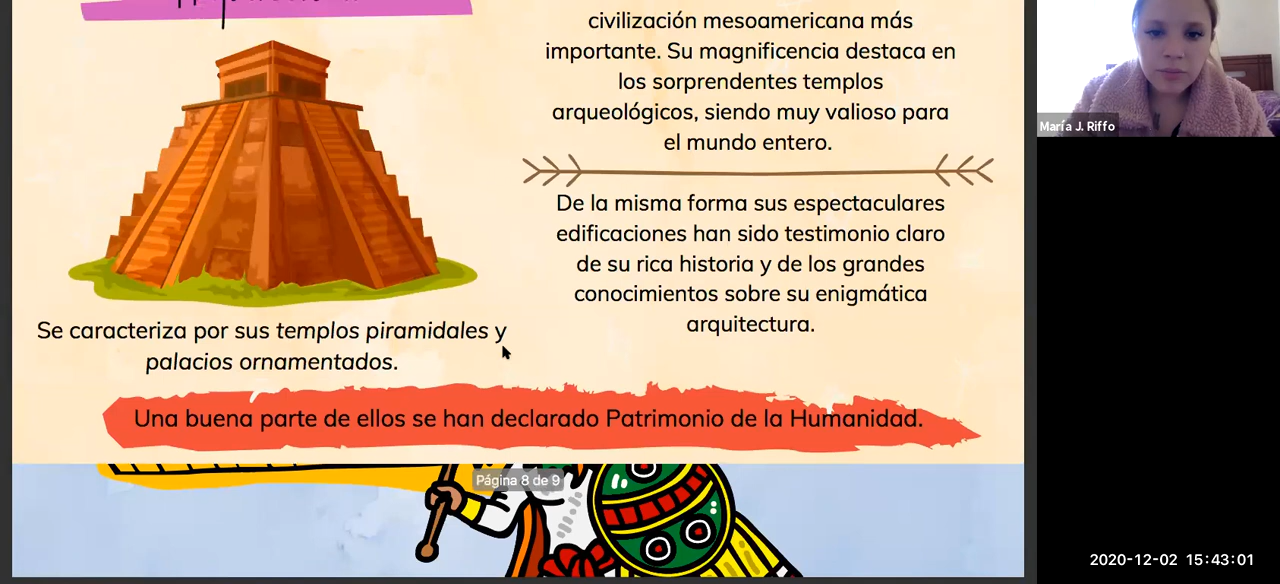 civilización mesoamericana más
importante. Su magnificencia destaca en
los sorprendentes templos
arqueológicos, siendo muy valioso para
el mundo entero.
De la misma forma sus espectaculares
edificaciones han sido testimonio claro
de su rica historia y de los grandes
conocimientos sobre su enigmática
arquitectura.
Se caracteriza por sus templos piramidales y
palacios ornamentados.
Una buena parte de ellos se han declarado Patrimonio de la Humanidad.
Página 8 de 9
María J. Riffo
2020-12-02 15:43:01